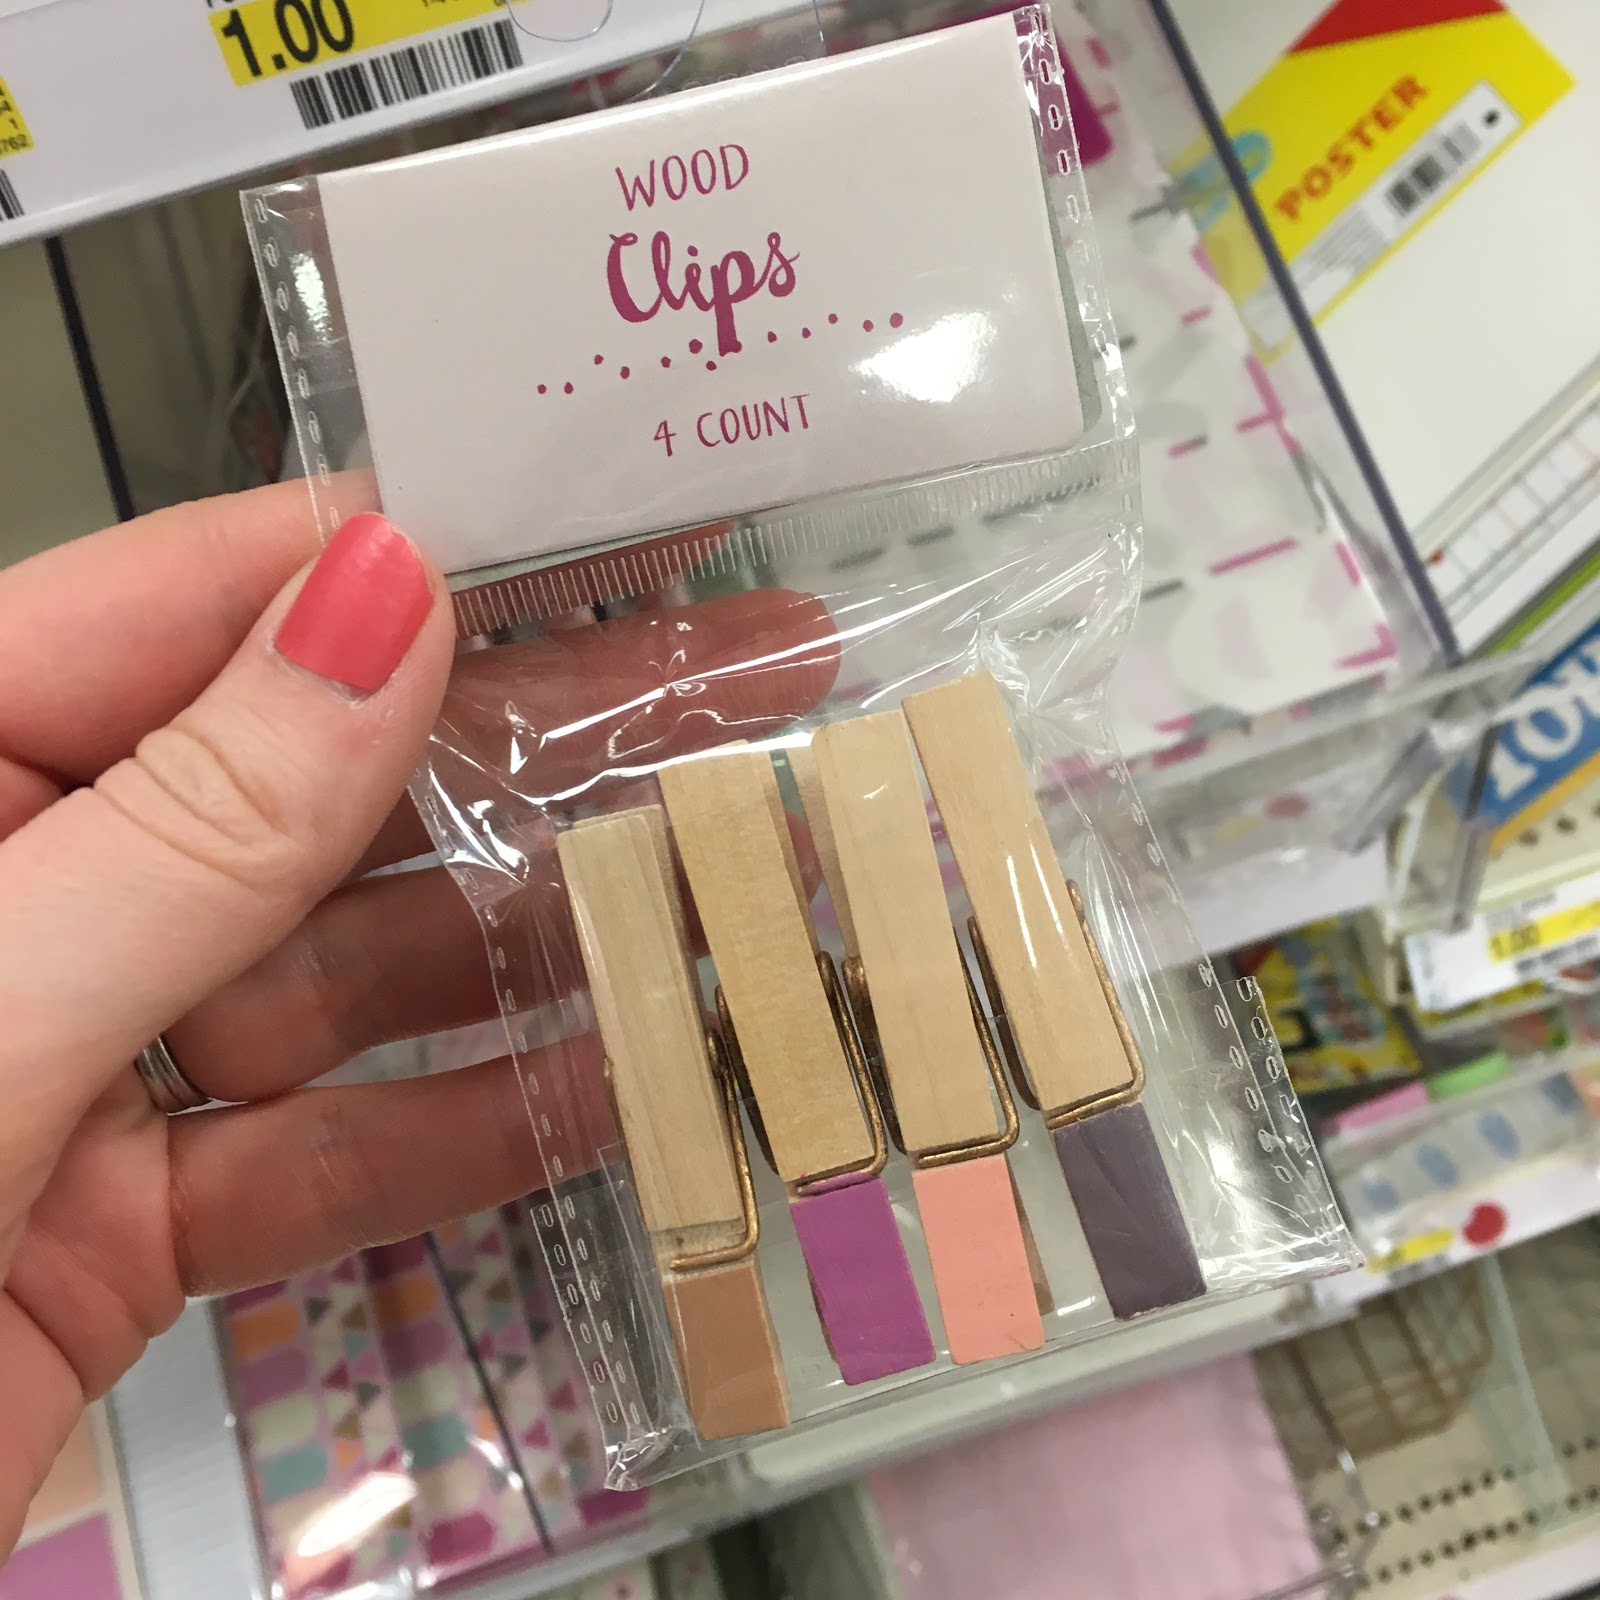 1.00
WOOD
Clips
4 COUNT
POSTER
1.00